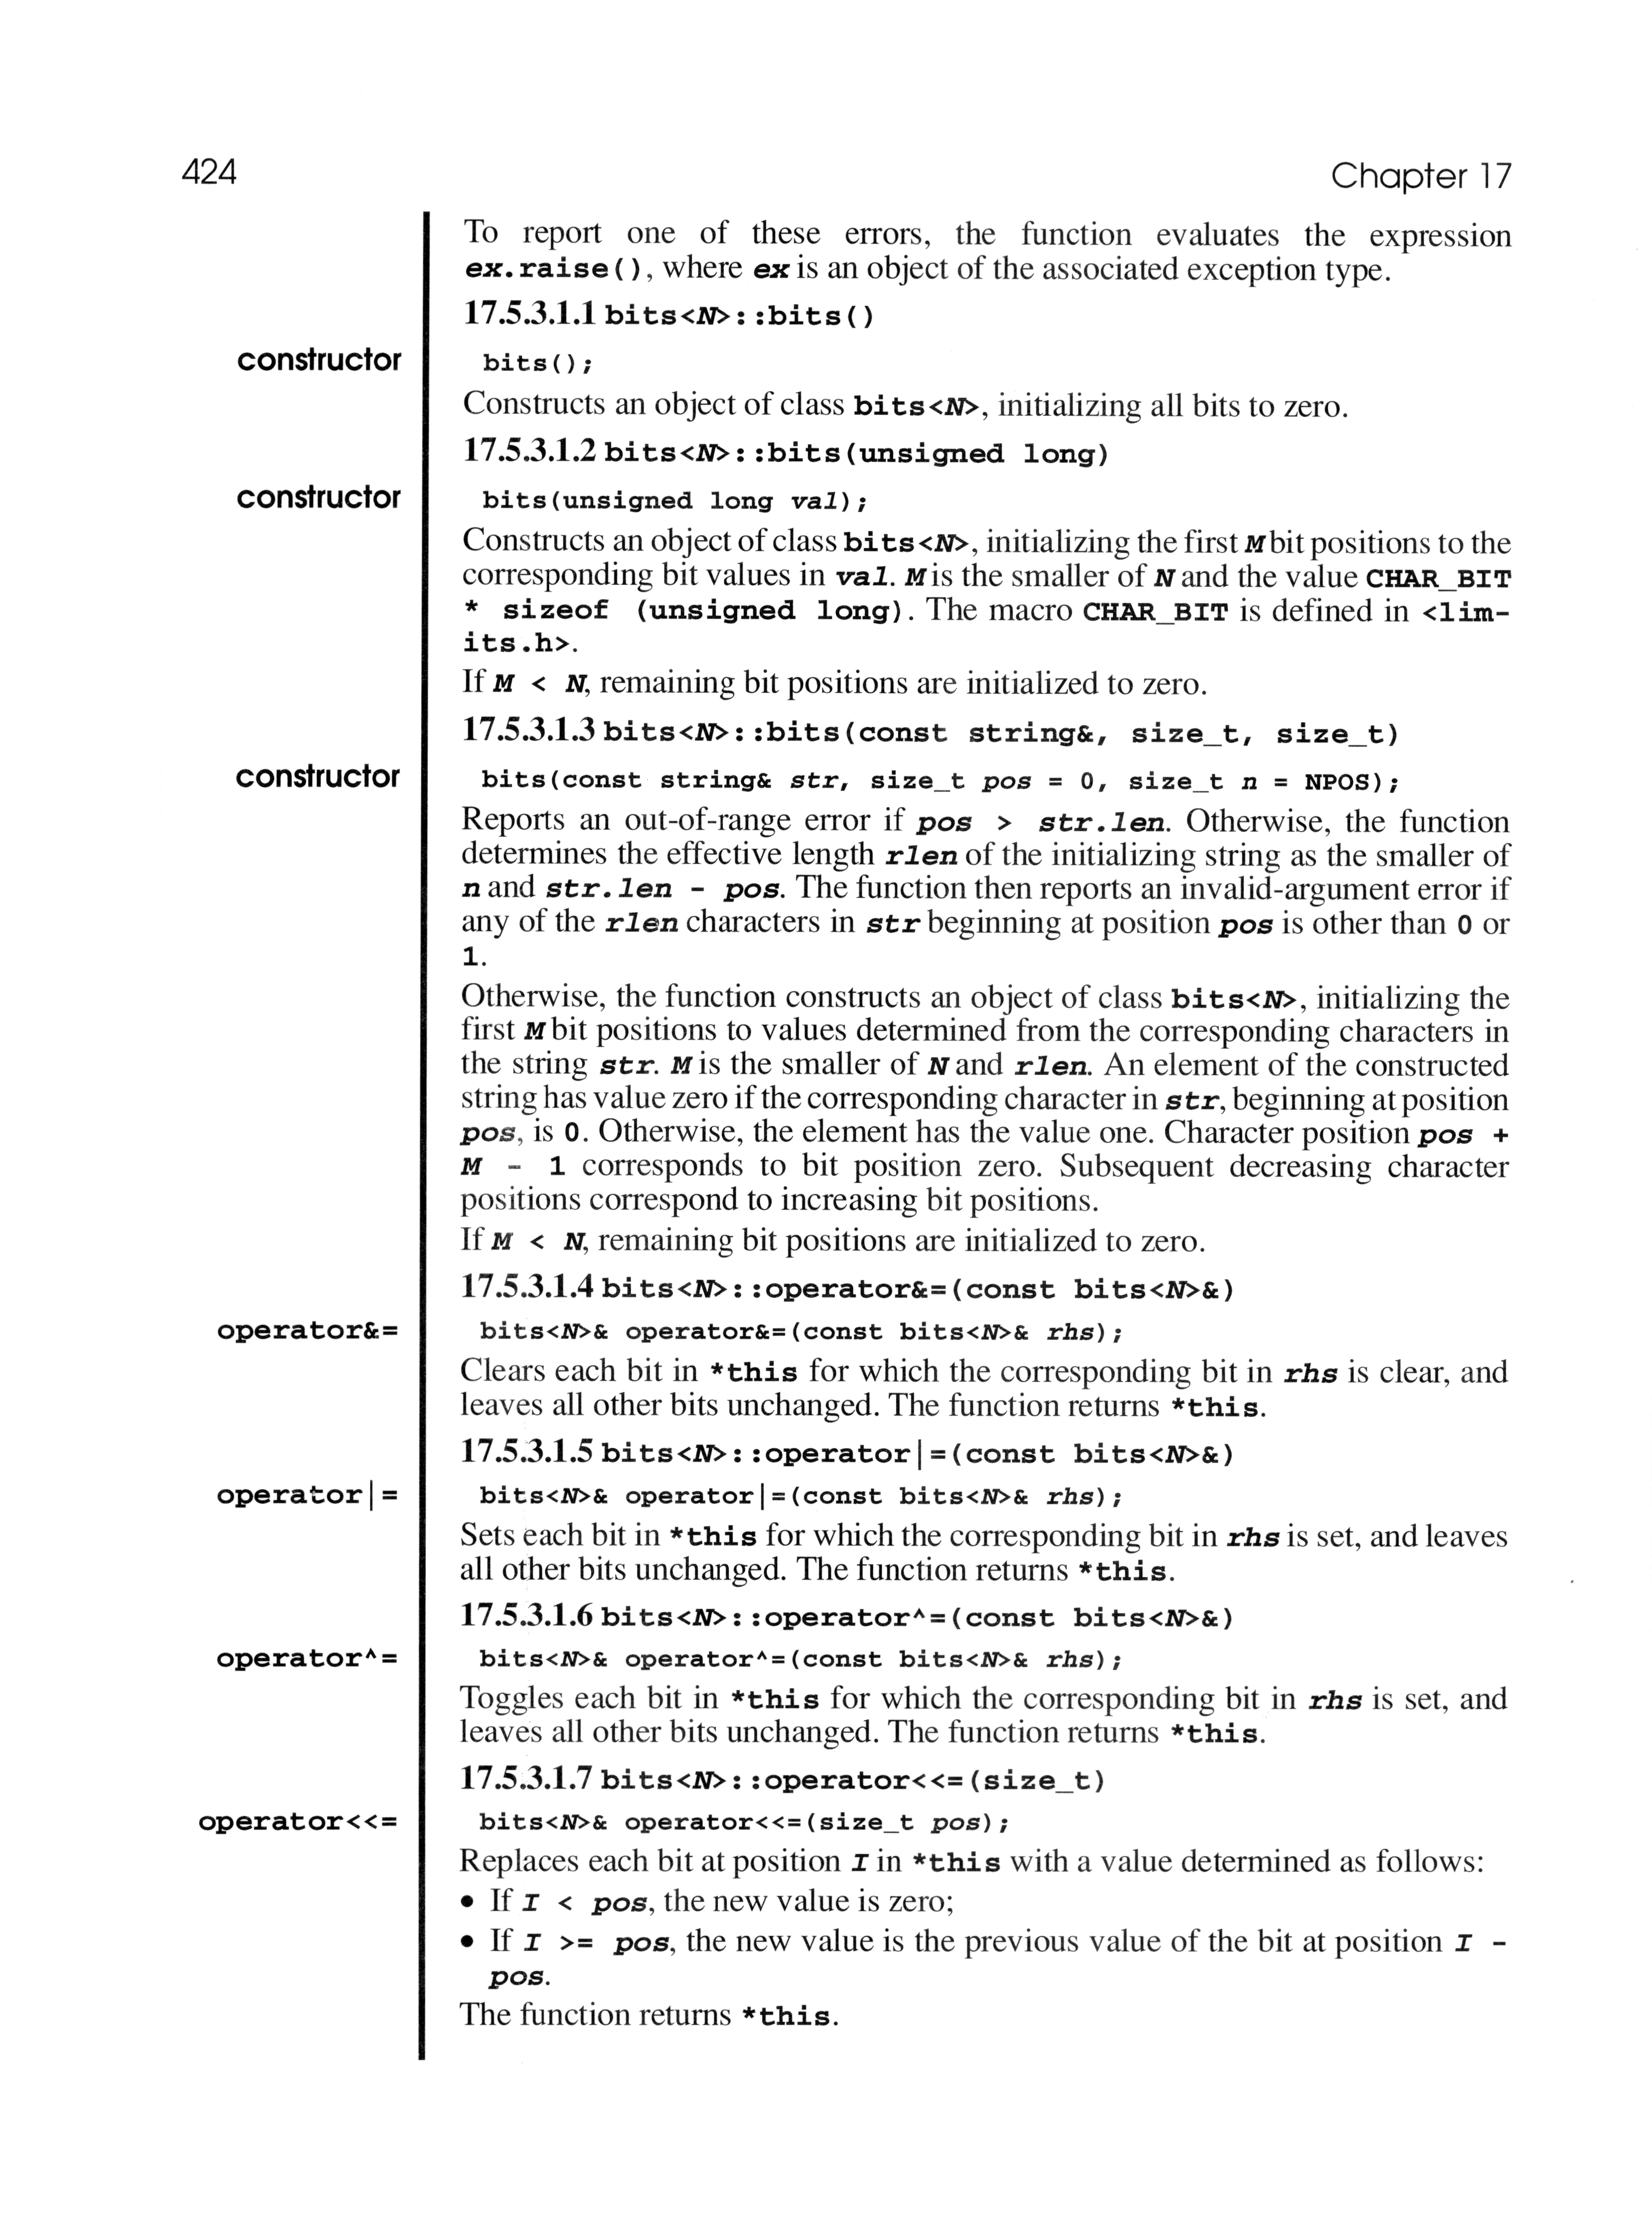 424
Chapter 17
To report one of these errors, the function evaluates the expression
ex.raise(), where ex is an object of the associated exception type.
17.5.3.1.1 bits<N>::bits()
constructor
bits();
Constructs an object of class bits<N>, initializing all bits to zero.
17.5.3.1.2 bits<N>::bits(unsigned long)
constructor
bits(unsigned long val);
Constructs an object of class bits<N>, initializing the first M bit positions to the
corresponding bit values in val. M is the smaller of N and the value CHAR_BIT
* sizeof (unsigned long). The macro CHAR_BIT is defined in <lim-
its.h>.
If M < N, remaining bit positions are initialized to zero.
17.5.3.1.3 bits<N>::bits(const string&, size_t, size_t)
constructor
bits(const string& str, size_t pos = 0, size_t n = NPOS);
Reports an out-of-range error if pos > str.len. Otherwise, the function
determines the effective length rlen of the initializing string as the smaller of
n and str.len - pos. The function then reports an invalid-argument error if
any of the rlen characters in str beginning at position pos is other than 0 or
1.
Otherwise, the function constructs an object of class bits<N>, initializing the
first M bit positions to values determined from the corresponding characters in
the string str. M is the smaller of N and rlen. An element of the constructed
string has value zero if the corresponding character in str, beginning at position
pos, is 0. Otherwise, the element has the value one. Character position pos +
M - 1 corresponds to bit position zero. Subsequent decreasing character
positions correspond to increasing bit positions.
If M < N, remaining bit positions are initialized to zero.
17.5.3.1.4 bits<N>::operator&=(const bits<N>&)
operator&=
bits<N>& operator&=(const bits<N>& rhs);
Clears each bit in *this for which the corresponding bit in rhs is clear, and
leaves all other bits unchanged. The function returns *this.
17.5.3.1.5 bits<N>::operator|=(const bits<N>&)
operator|=
bits<N>& operator|=(const bits<N>& rhs);
Sets each bit in *this for which the corresponding bit in rhs is set, and leaves
all other bits unchanged. The function returns *this.
17.5.3.1.6 bits<N>::operator^=(const bits<N>&)
operator^=
bits<N>& operator^=(const bits<N>& rhs);
Toggles each bit in *this for which the corresponding bit in rhs is set, and
leaves all other bits unchanged. The function returns *this.
17.5.3.1.7 bits<N>::operator<<=(size_t)
operator<<=
bits<N>& operator<<=(size_t pos);
Replaces each bit at position I in *this with a value determined as follows:
• If I < pos, the new value is zero;
• If I >= pos, the new value is the previous value of the bit at position I -
pos.
The function returns *this.